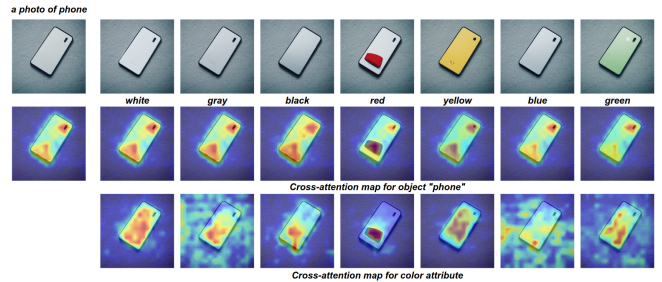 a photo of phone
white gray black red yellow blue green
Cross-attention map for object "phone"
Cross-attention map for color attribute